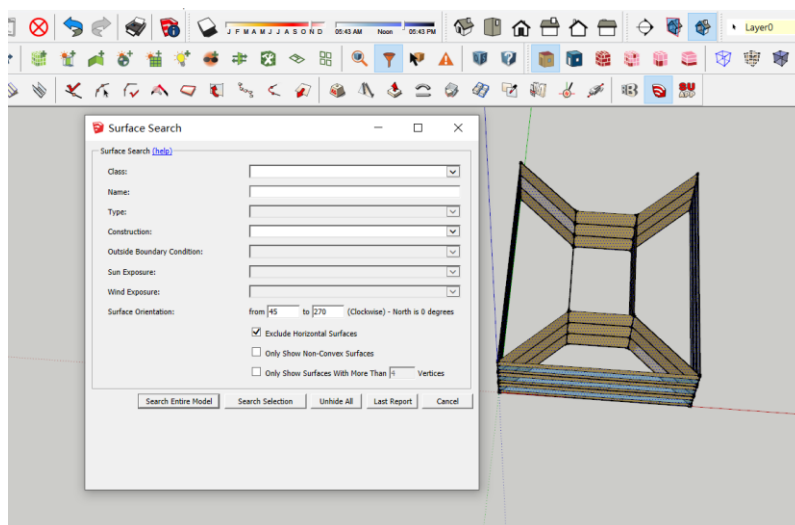 J F M A M J J A S O N D 05:43 AM Noon 05:43 PM
Layer0
Surface Search
Surface Search (help)
Class:
Name:
Type:
Construction:
Outside Boundary Condition:
Sun Exposure:
Wind Exposure:
Surface Orientation: from 45 to 270 (Clockwise) - North is 0 degrees
Exclude Horizontal Surfaces
Only Show Non-Convex Surfaces
Only Show Surfaces With More Than 4 Vertices
Search Entire Model Search Selection Unhide All Last Report Cancel